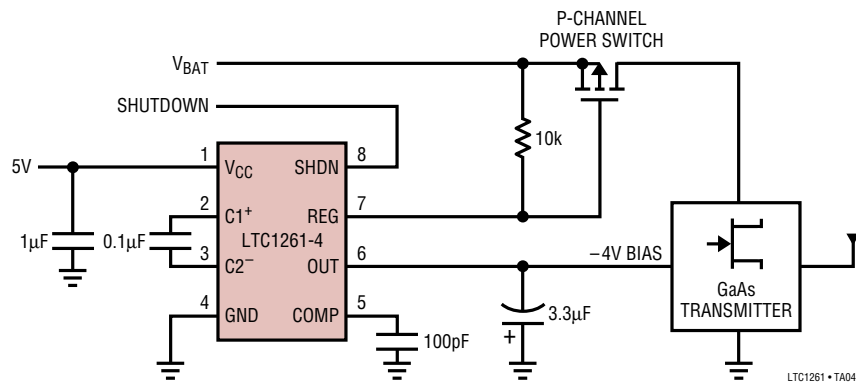 P-CHANNEL
POWER SWITCH
VBAT
SHUTDOWN
10k
5V
1
VCC
SHDN
8
2
C1+
REG
7
1µF
0.1µF
LTC1261-4
3
C2–
OUT
6
–4V BIAS
4
GND
COMP
5
100pF
3.3µF
+
GaAs
TRANSMITTER
LTC1261 • TA04